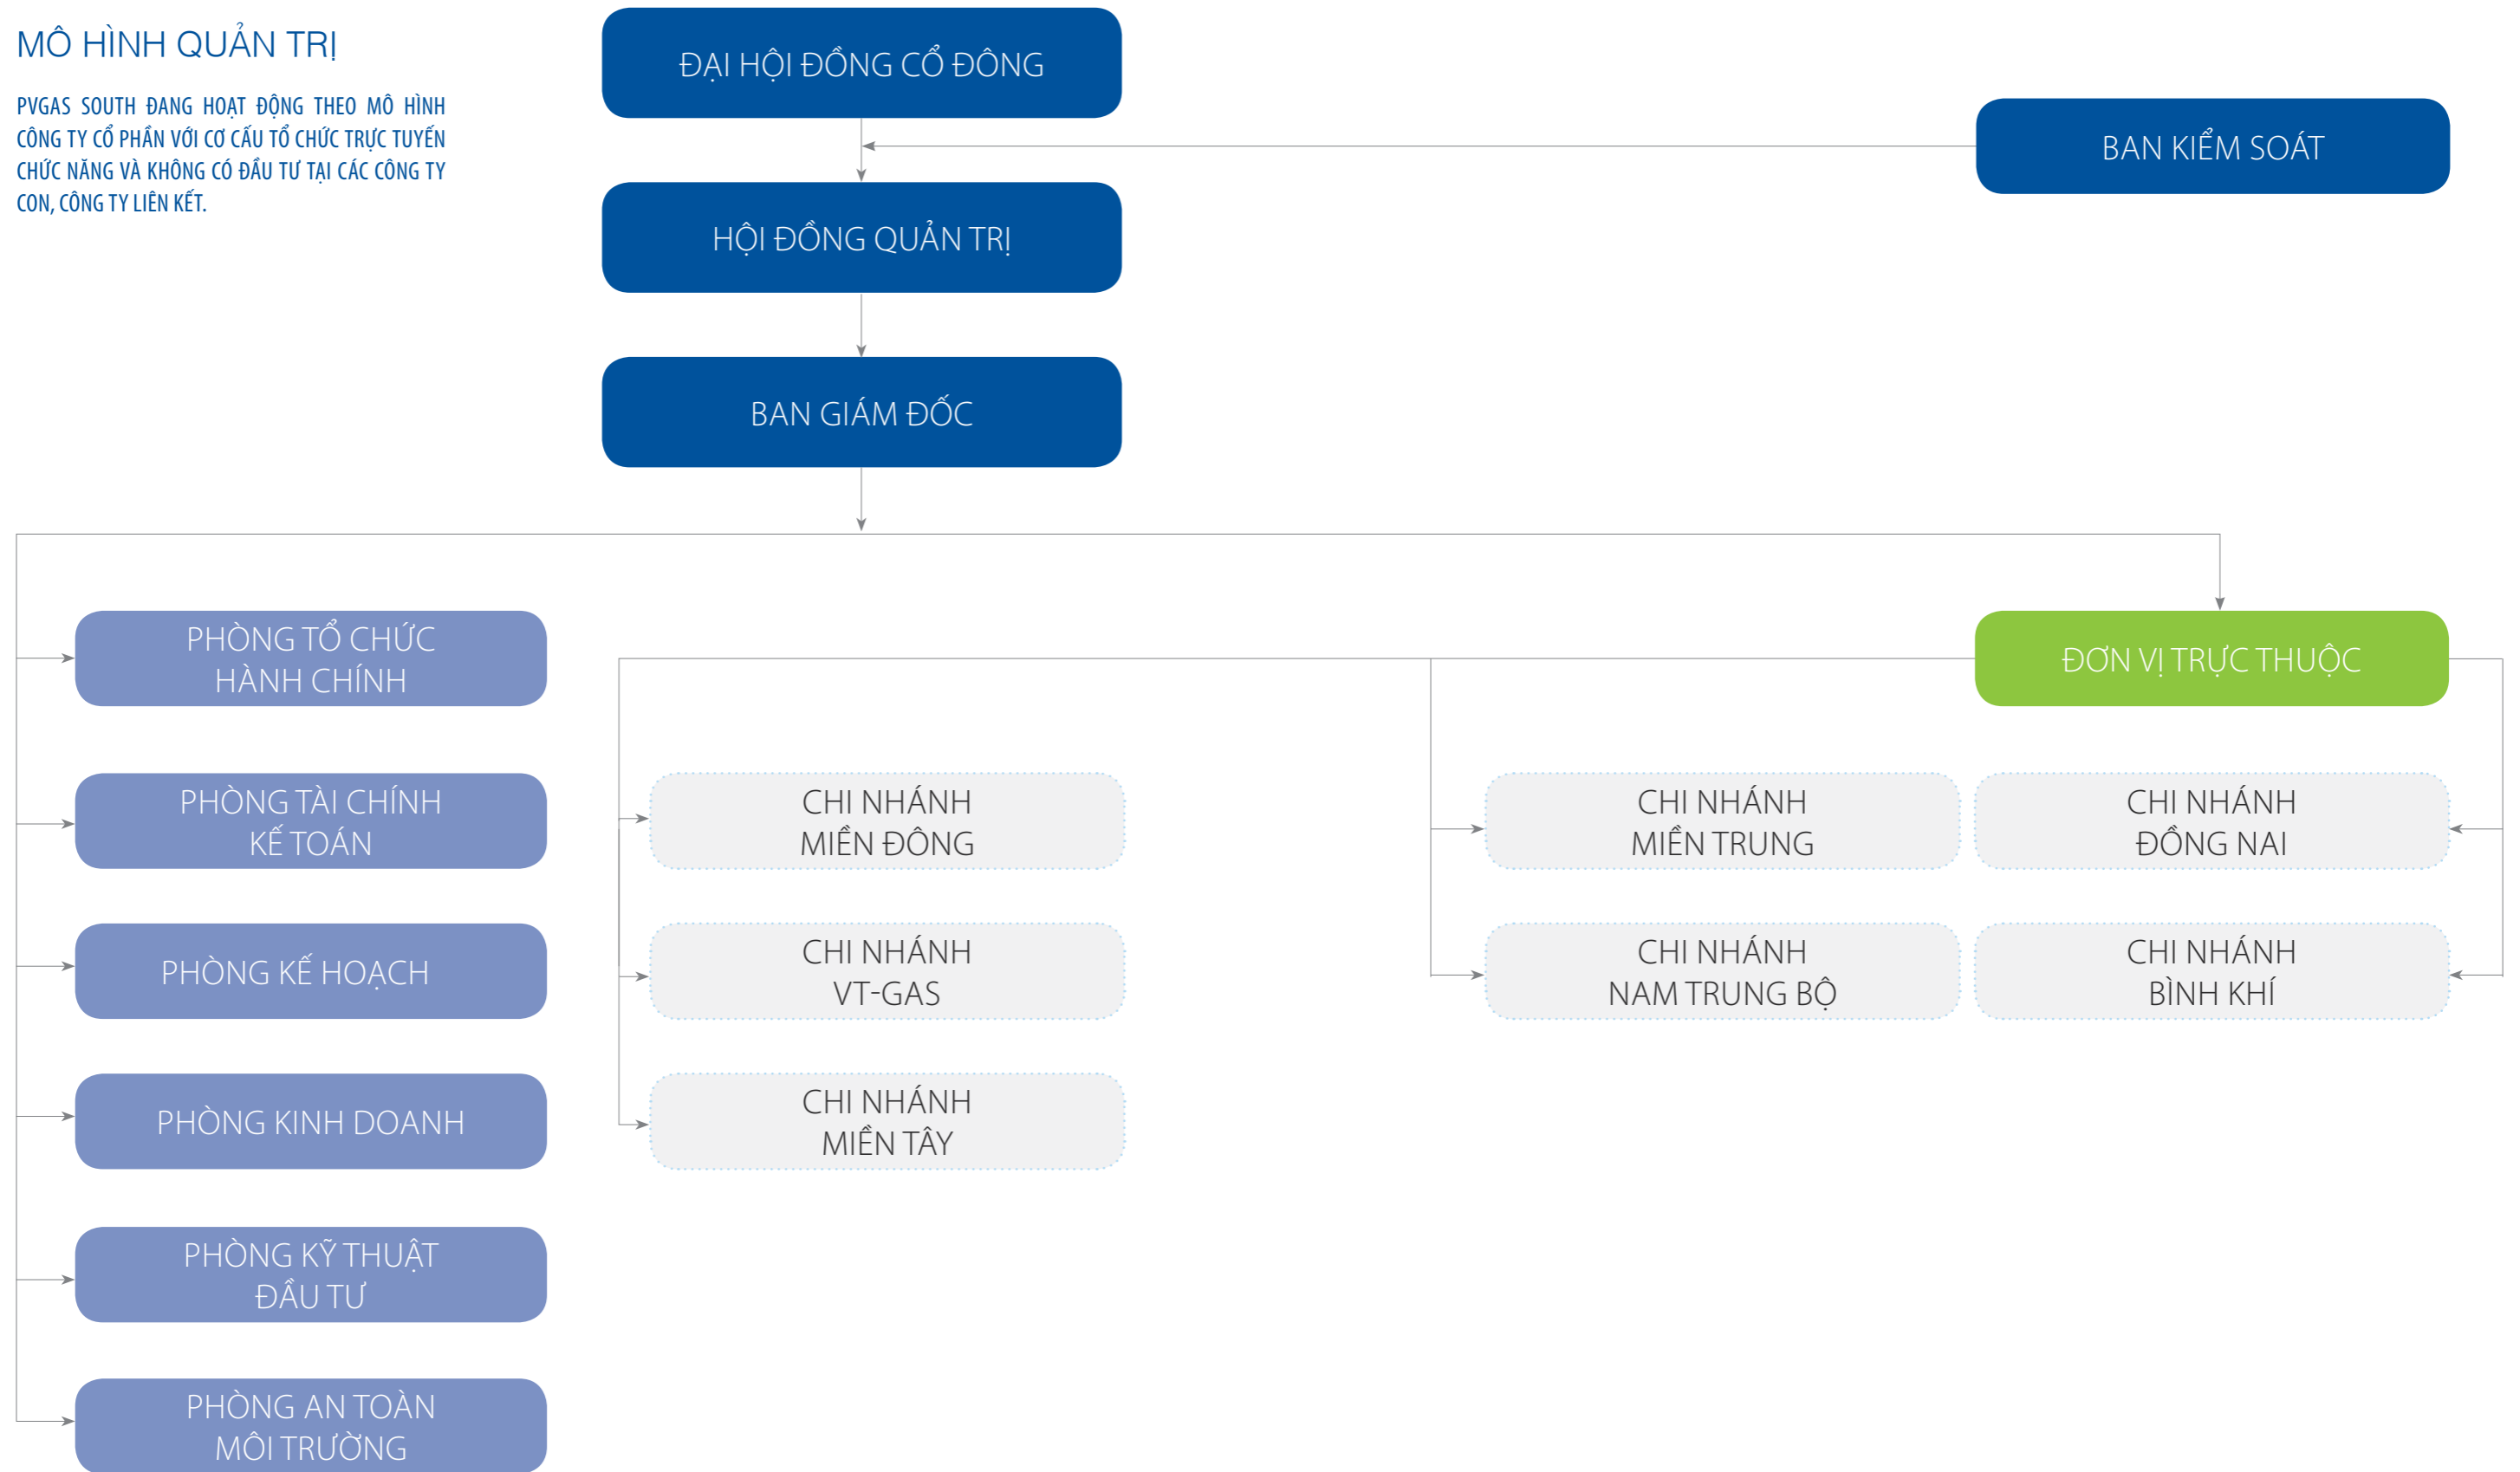 MÔ HÌNH QUẢN TRỊ
PVGAS SOUTH ĐANG HOẠT ĐỘNG THEO MÔ HÌNH
CÔNG TY CỔ PHẦN VỚI CƠ CẤU TỔ CHỨC TRỰC TUYẾN
CHỨC NĂNG VÀ KHÔNG CÓ ĐẦU TƯ TẠI CÁC CÔNG TY
CON, CÔNG TY LIÊN KẾT.
ĐẠI HỘI ĐỒNG CỔ ĐÔNG
BAN KIỂM SOÁT
HỘI ĐỒNG QUẢN TRỊ
BAN GIÁM ĐỐC
PHÒNG TỔ CHỨC
HÀNH CHÍNH
PHÒNG TÀI CHÍNH
KẾ TOÁN
PHÒNG KẾ HOẠCH
PHÒNG KINH DOANH
PHÒNG KỸ THUẬT
ĐẦU TƯ
PHÒNG AN TOÀN
MÔI TRƯỜNG
ĐƠN VỊ TRỰC THUỘC
CHI NHÁNH
MIỀN ĐÔNG
CHI NHÁNH
VT-GAS
CHI NHÁNH
MIỀN TÂY
CHI NHÁNH
MIỀN TRUNG
CHI NHÁNH
NAM TRUNG BỘ
CHI NHÁNH
ĐỒNG NAI
CHI NHÁNH
BÌNH KHÍ